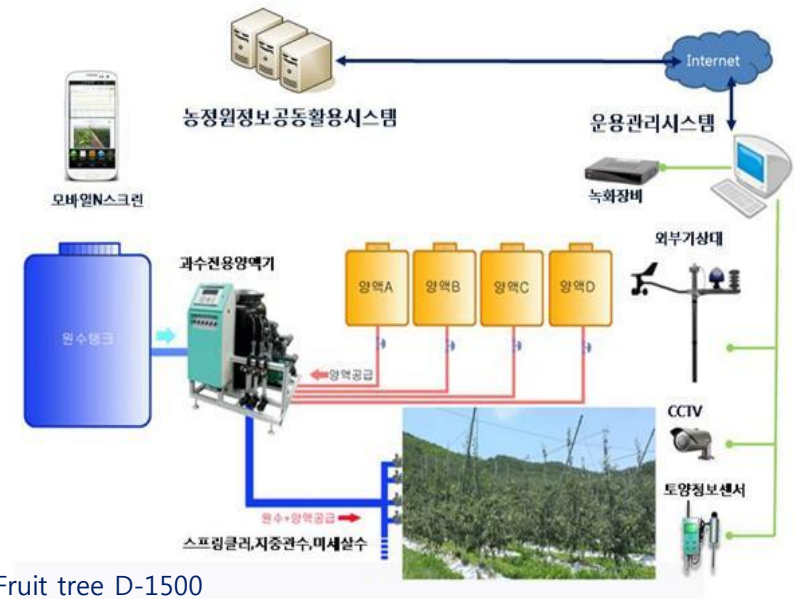 Internet
농정원정보공동활용시스템
운용관리시스템
녹화장비
모바일N스크린
외부기상대
과수전용양액기
양액A
양액B
양액C
양액D
원수탱크
양액공급
CCTV
토양정보센서
원수+양액공급
스프링클러,지중관수,미세살수
Fruit tree D-1500